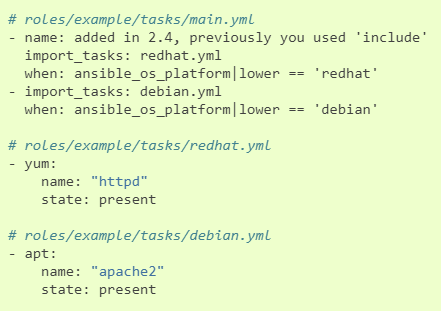 # roles/example/tasks/main.yml
- name: added in 2.4, previously you used 'include'
  import_tasks: redhat.yml
  when: ansible_os_platform|lower == 'redhat'
- import_tasks: debian.yml
  when: ansible_os_platform|lower == 'debian'

# roles/example/tasks/redhat.yml
- yum:
    name: "httpd"
    state: present

# roles/example/tasks/debian.yml
- apt:
    name: "apache2"
    state: present